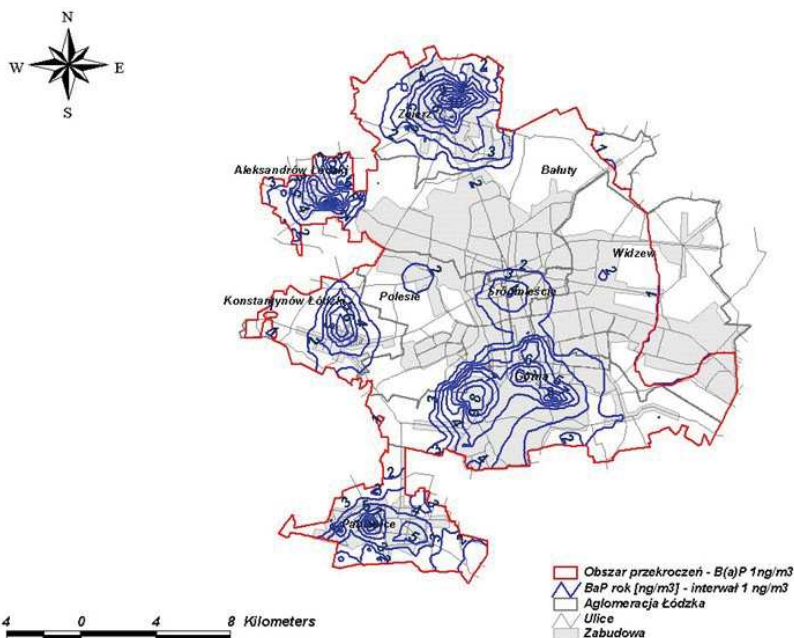 N
W E
S
Zgierz
Aleksandrów Łódzki
Bałuty
Widzew
Konstantynów Łódzki
Polesie
Śródmieście
Górna
Pabianice
Obszar przekroczeń - B(a)P 1ng/m3
BaP rok [ng/m3] - interwał 1 ng/m3
Aglomeracja Łódzka
Ulice
Zabudowa
4 0 4 8 Kilometers